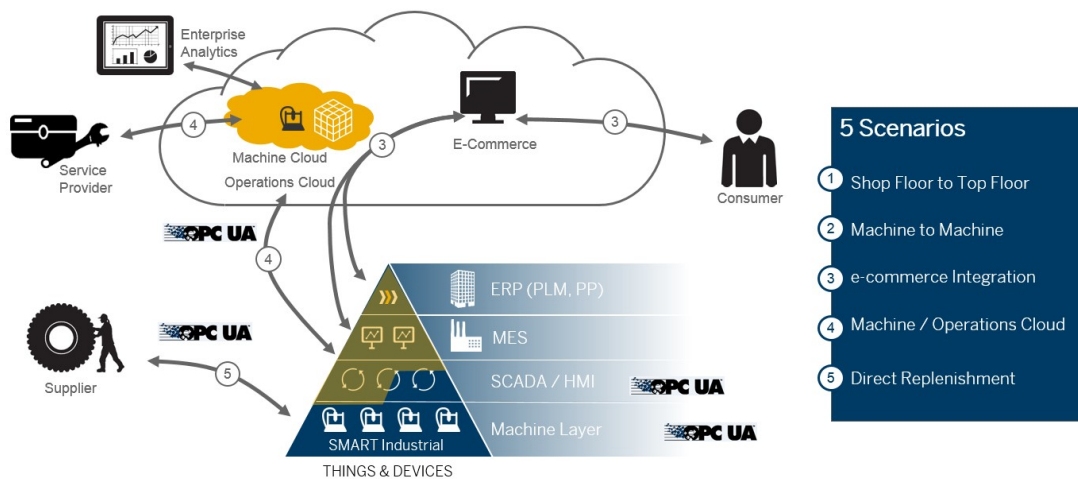 Enterprise
Analytics
4
Service
Provider
Machine Cloud
Operations Cloud
3
E-Commerce
3
Consumer
OPC UA
4
OPC UA
Supplier
5
ERP (PLM, PP)
MES
SCADA / HMI
OPC UA
Machine Layer
OPC UA
SMART Industrial
THINGS & DEVICES
5 Scenarios
1 Shop Floor to Top Floor
2 Machine to Machine
3 e-commerce Integration
4 Machine / Operations Cloud
5 Direct Replenishment